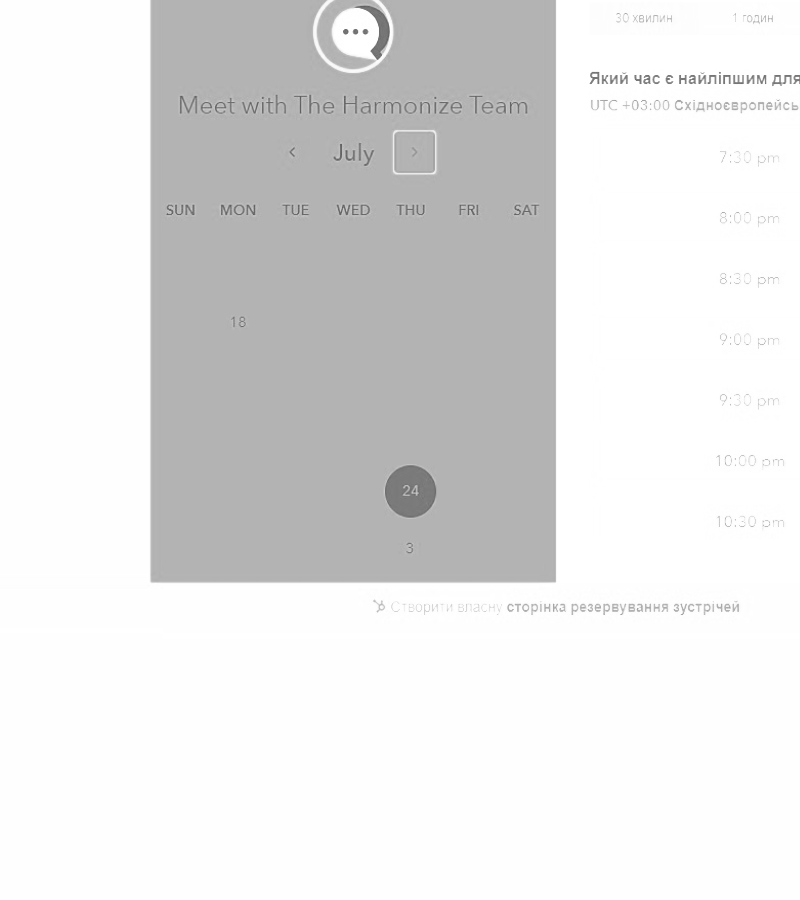 30 хвилин 1 годин
Meet with The Harmonize Team
July
SUN MON TUE WED THU FRI SAT
18
24
3
Який час є найліпшим для
UTC +03:00 Східноєвропейсь
7:30 pm
8:00 pm
8:30 pm
9:00 pm
9:30 pm
10:00 pm
10:30 pm
Створити власну сторінка резервування зустрічей